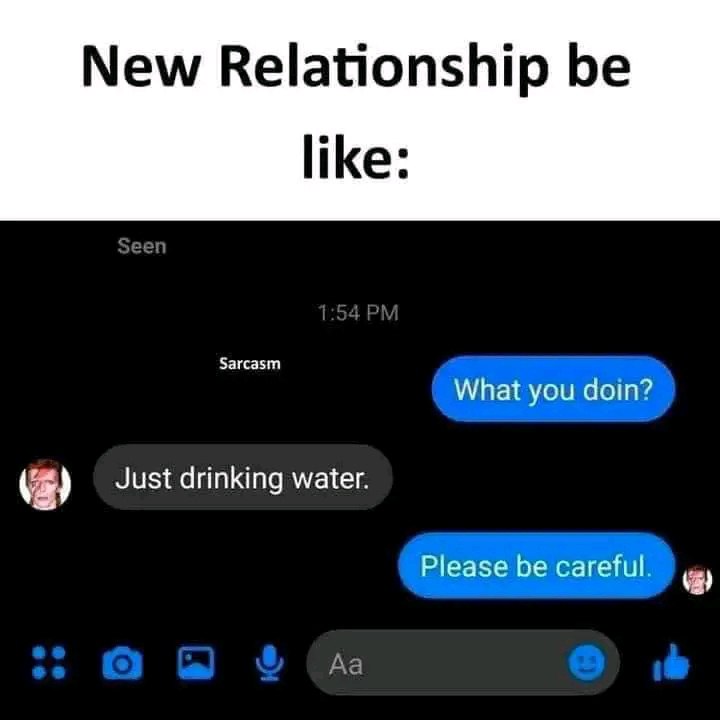 New Relationship be
like:
Seen
1:54 PM
Sarcasm
What you doin?
Just drinking water.
Please be careful.
Aa